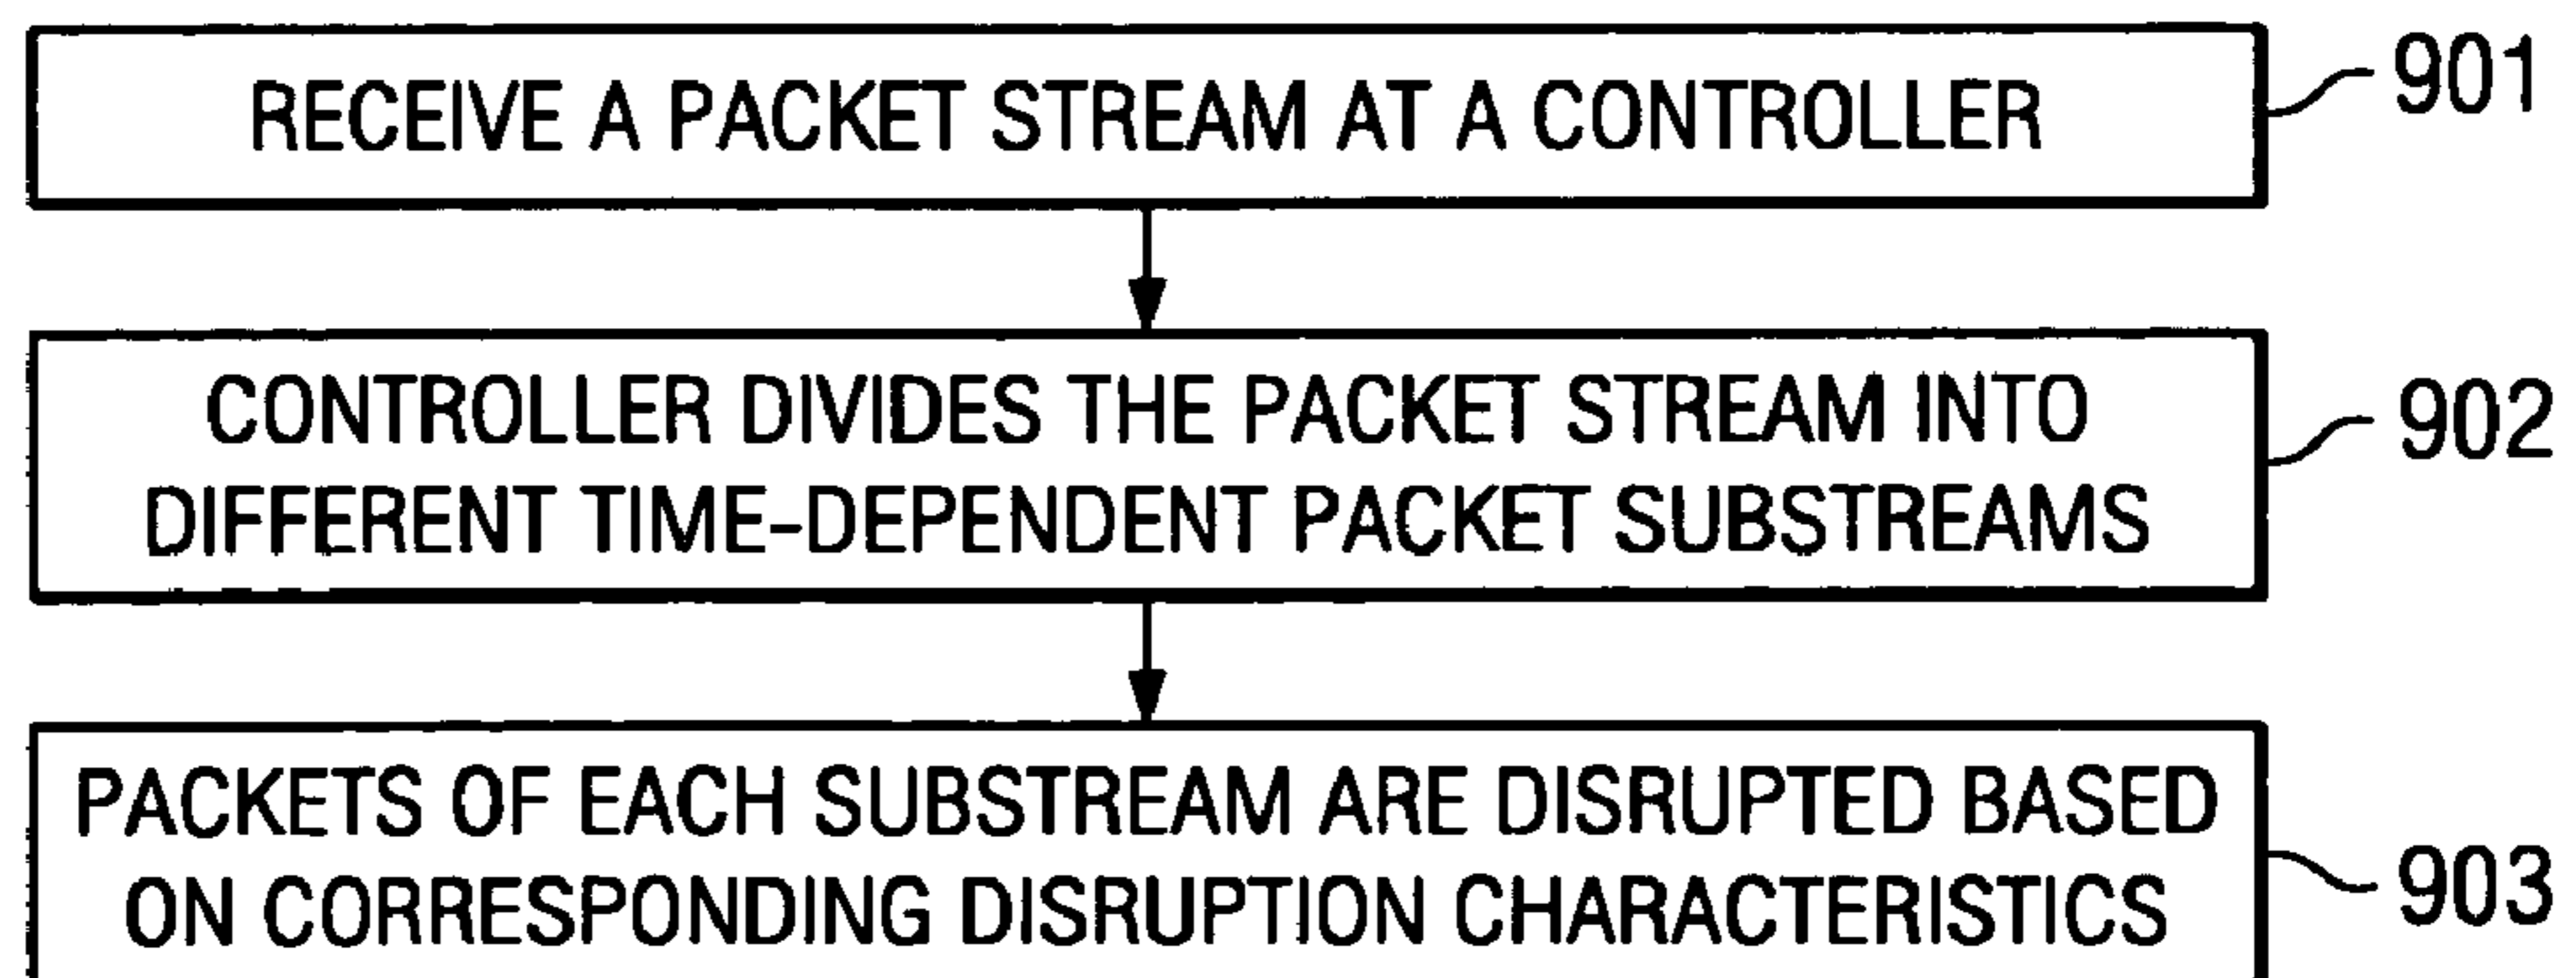 RECEIVE A PACKET STREAM AT A CONTROLLER
901
CONTROLLER DIVIDES THE PACKET STREAM INTO
DIFFERENT TIME-DEPENDENT PACKET SUBSTREAMS
902
PACKETS OF EACH SUBSTREAM ARE DISRUPTED BASED
ON CORRESPONDING DISRUPTION CHARACTERISTICS
903